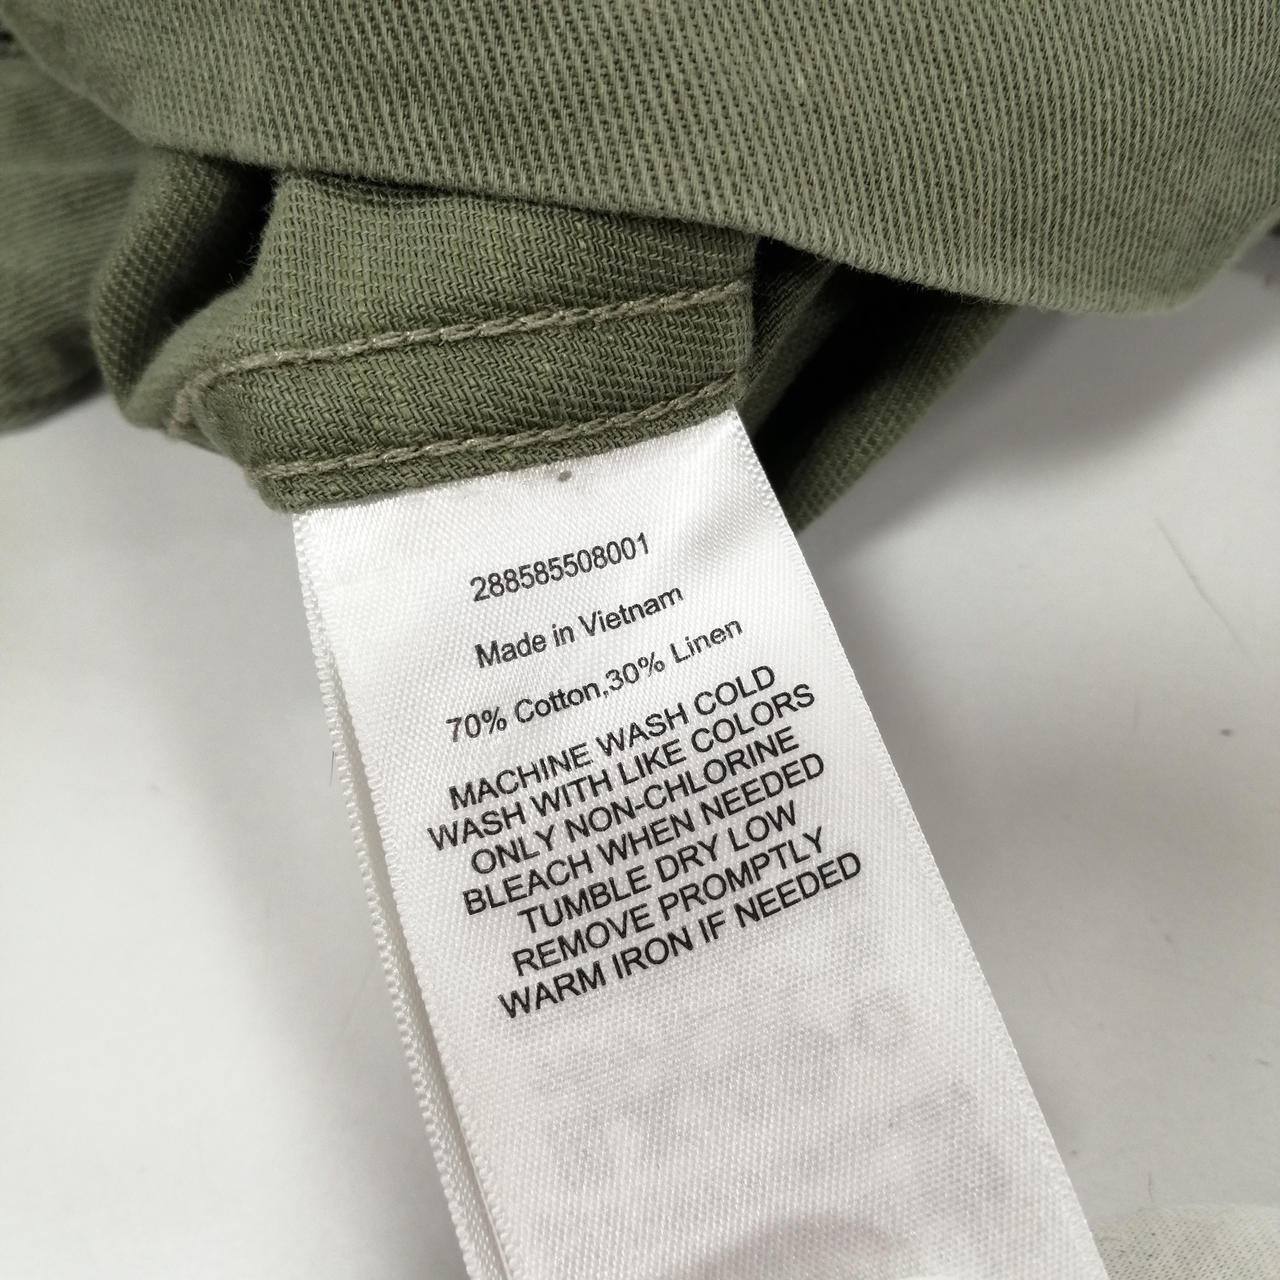 288585508001
Made in Vietnam
70% Cotton,30% Linen
MACHINE WASH COLD
WASH WITH LIKE COLORS
ONLY NON-CHLORINE
BLEACH WHEN NEEDED
TUMBLE DRY LOW
REMOVE PROMPTLY
WARM IRON IF NEEDED